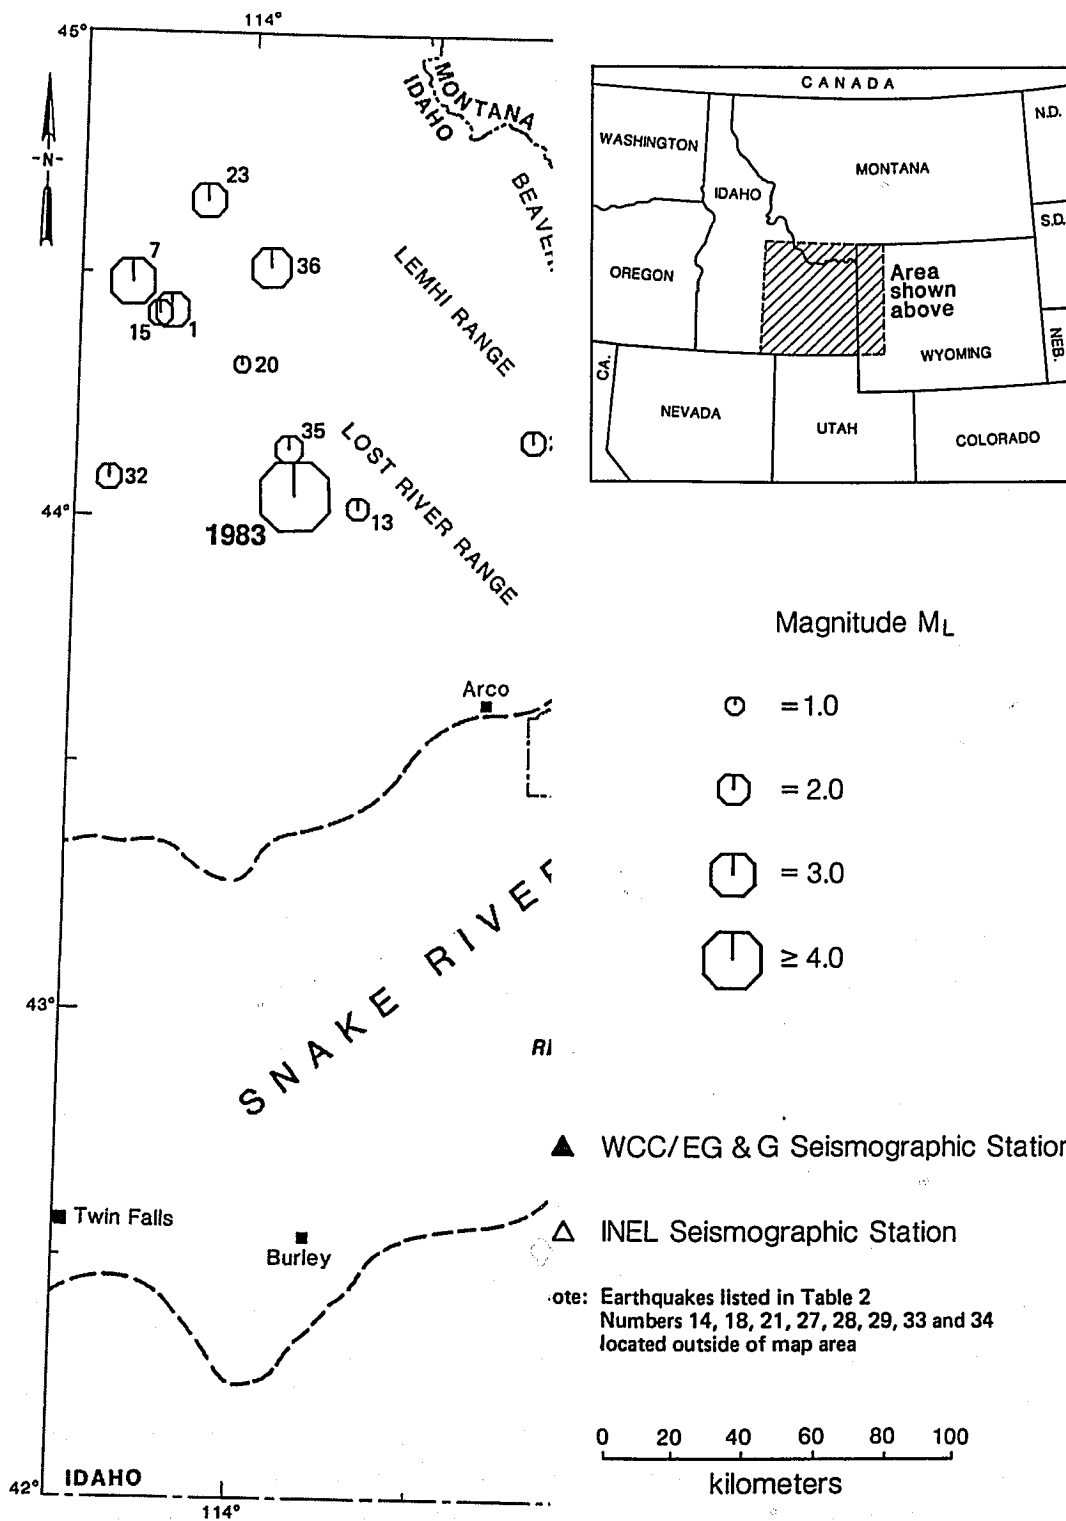 45°
114°
MONTANA
IDAHO
-N-
23
BEAVER
7
36
LEMHI RANGE
15
1
20
35
LOST RIVER RANGE
32
44°
1983
13
Arco
SNAKE RIVER
43°
Twin Falls
Burley
42°
IDAHO
114°
CANADA
WASHINGTON
MONTANA
N.D.
IDAHO
S.D.
OREGON
Area
shown
above
WYOMING
NEB.
CA.
NEVADA
UTAH
COLORADO
Magnitude ML
=1.0
= 2.0
= 3.0
≥ 4.0
WCC/EG & G Seismographic Station
INEL Seismographic Station
ote: Earthquakes listed in Table 2
Numbers 14, 18, 21, 27, 28, 29, 33 and 34
located outside of map area
0 20 40 60 80 100
kilometers